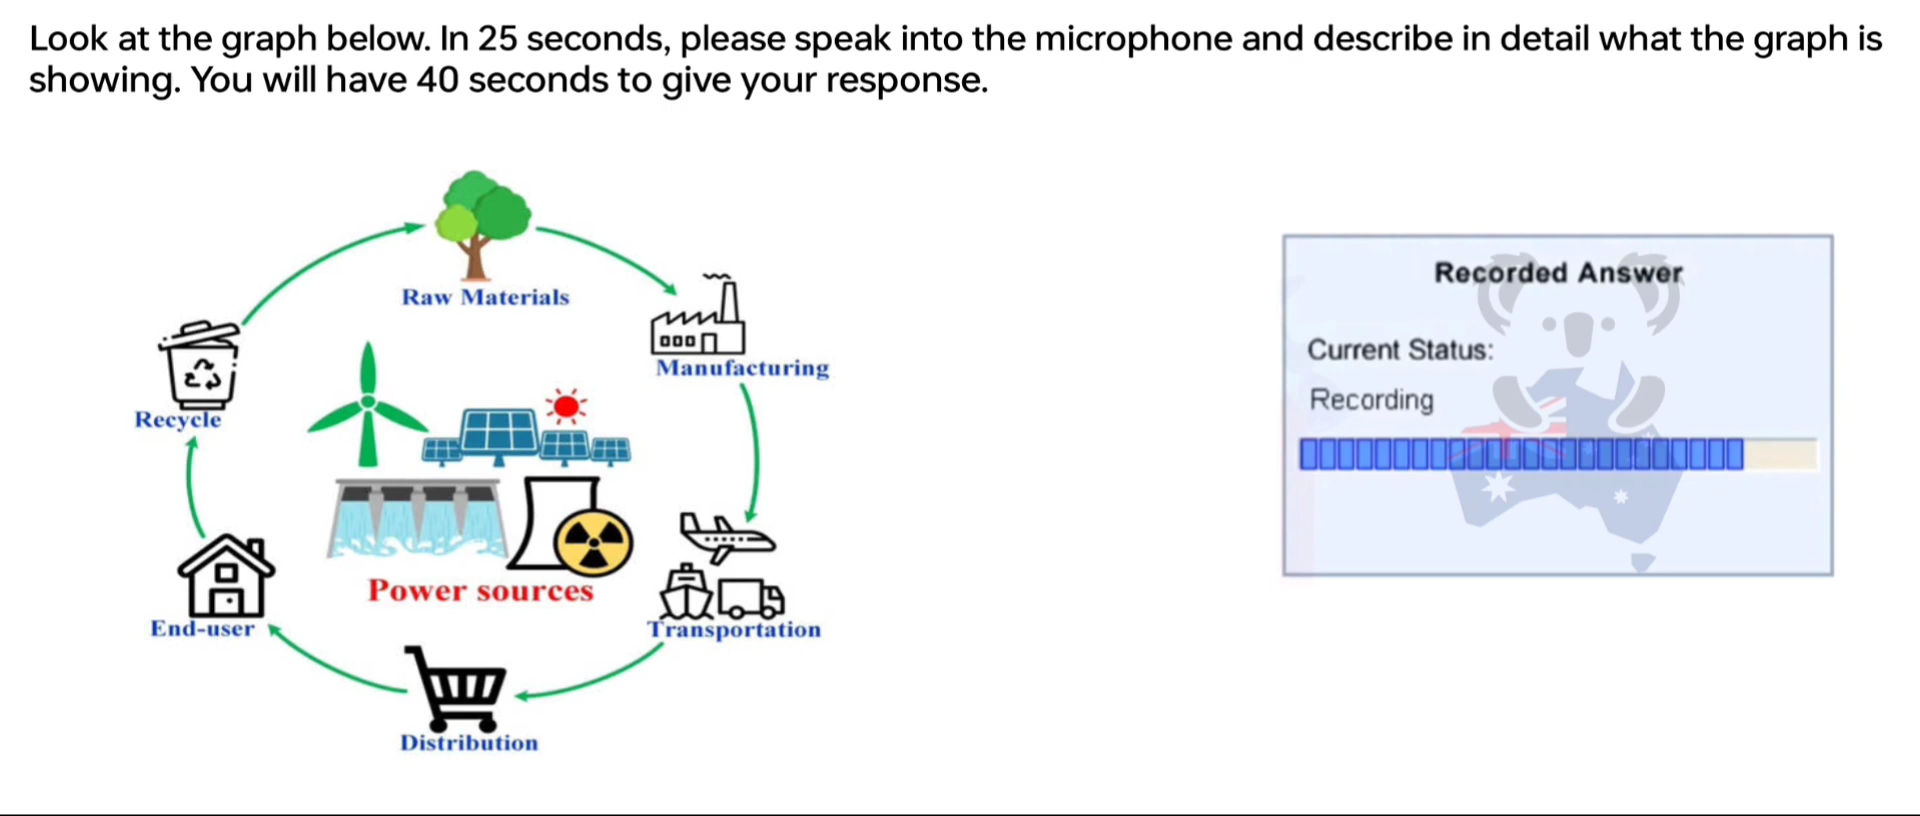 Look at the graph below. In 25 seconds, please speak into the microphone and describe in detail what the graph is
showing. You will have 40 seconds to give your response.
Raw Materials
Manufacturing
Recycle
Power sources
End-user
Transportation
Distribution
Recorded Answer
Current Status:
Recording